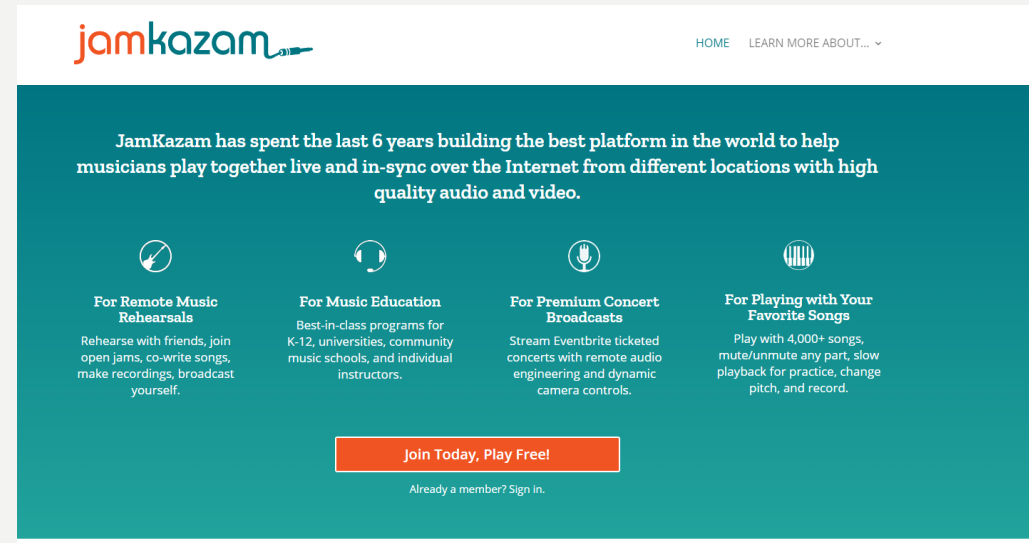 jamkazam
HOME LEARN MORE ABOUT...
JamKazam has spent the last 6 years building the best platform in the world to help
musicians play together live and in-sync over the Internet from different locations with high
quality audio and video.
For Remote Music
Rehearsals
Rehearse with friends, join
open jams, co-write songs,
make recordings, broadcast
yourself.
For Music Education
Best-in-class programs for
K-12, universities, community
music schools, and individual
instructors.
For Premium Concert
Broadcasts
Stream Eventbrite ticketed
concerts with remote audio
engineering and dynamic
camera controls.
For Playing with Your
Favorite Songs
Play with 4,000+ songs,
mute/unmute any part, slow
playback for practice, change
pitch, and record.
Join Today, Play Free!
Already a member? Sign in.